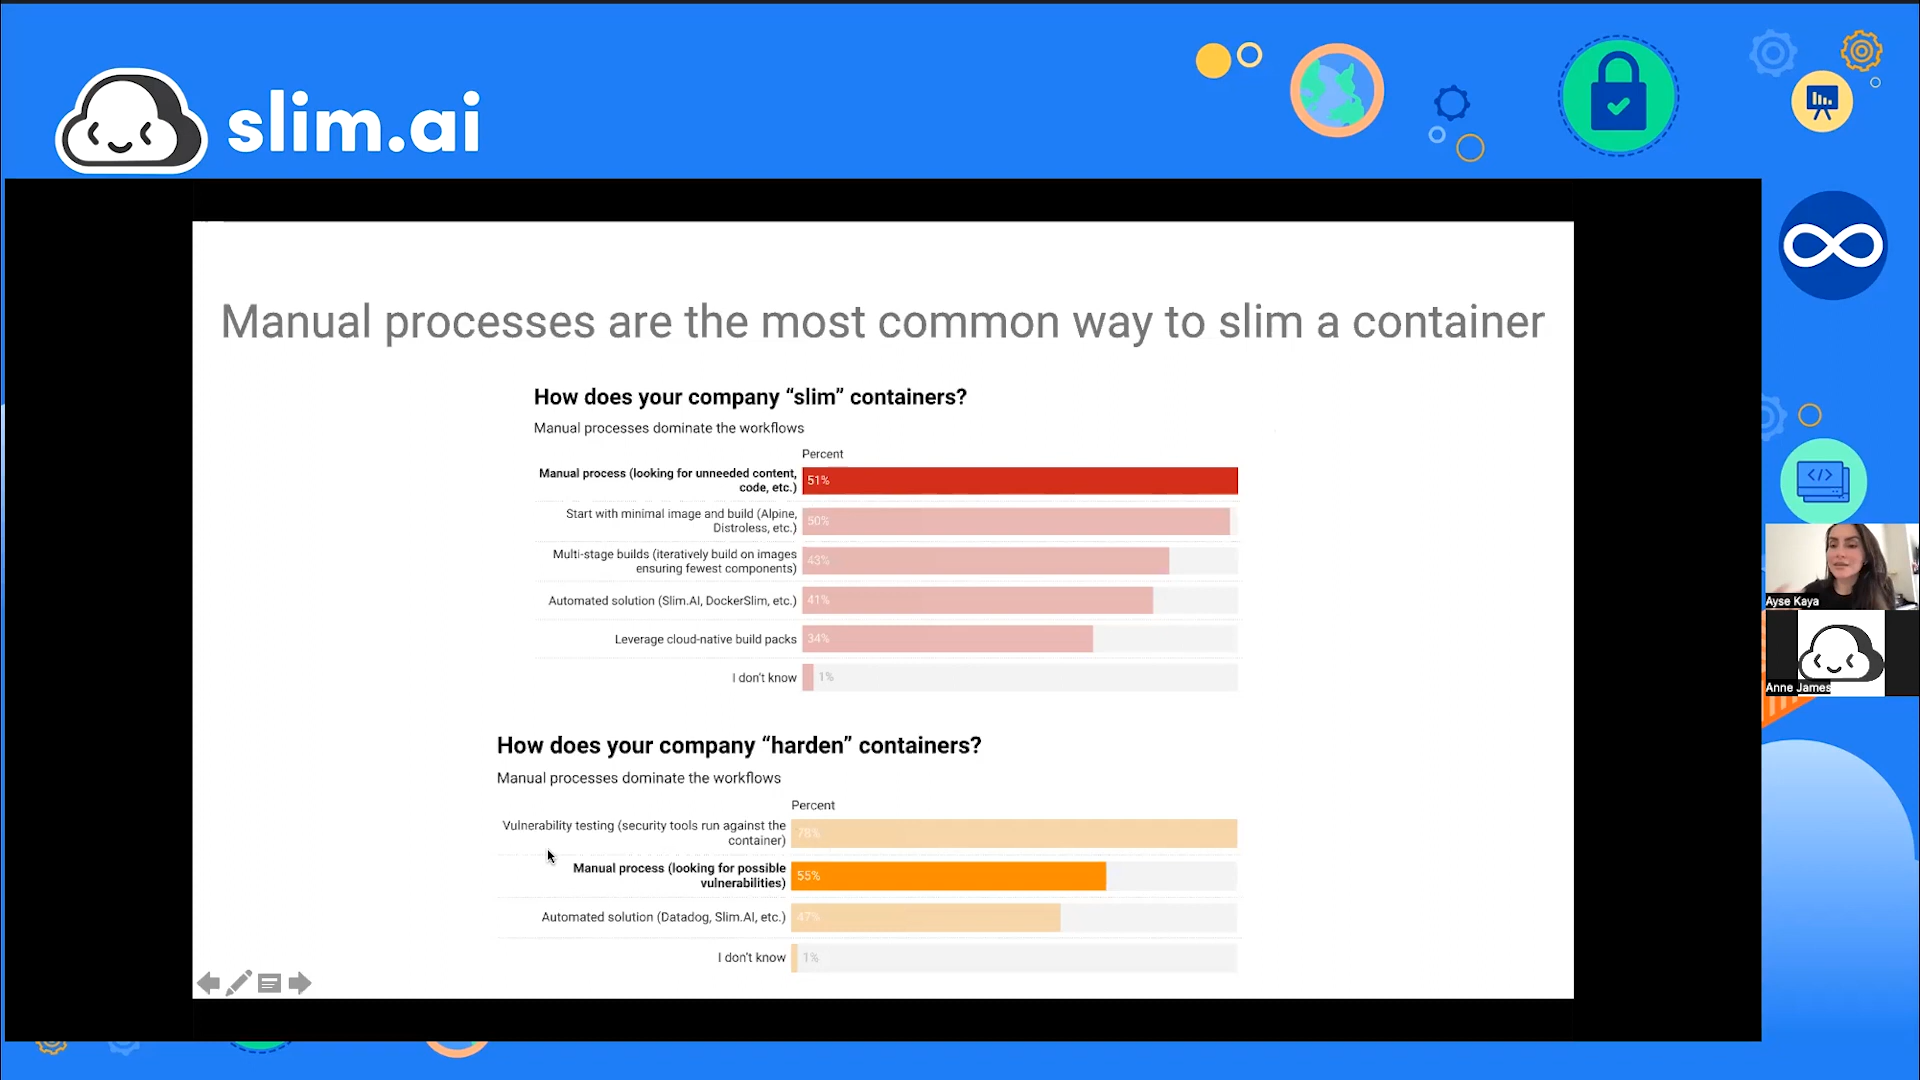 slim.ai
Manual processes are the most common way to slim a container
How does your company “slim” containers?
Manual processes dominate the workflows
Percent
Manual process (looking for unneeded content,
code, etc.)
51%
Start with minimal image and build (Alpine,
Distroless, etc.)
50%
Multi-stage builds (iteratively build on images
ensuring fewest components)
43%
Automated solution (Slim.AI, DockerSlim, etc.)
41%
Leverage cloud-native build packs
34%
I don't know
1%
How does your company “harden” containers?
Manual processes dominate the workflows
Percent
Vulnerability testing (security tools run against the
container)
78%
Manual process (looking for possible
vulnerabilities)
55%
Automated solution (Datadog, Slim.AI, etc.)
47%
I don't know
1%
Ayse Kaya
Anne James